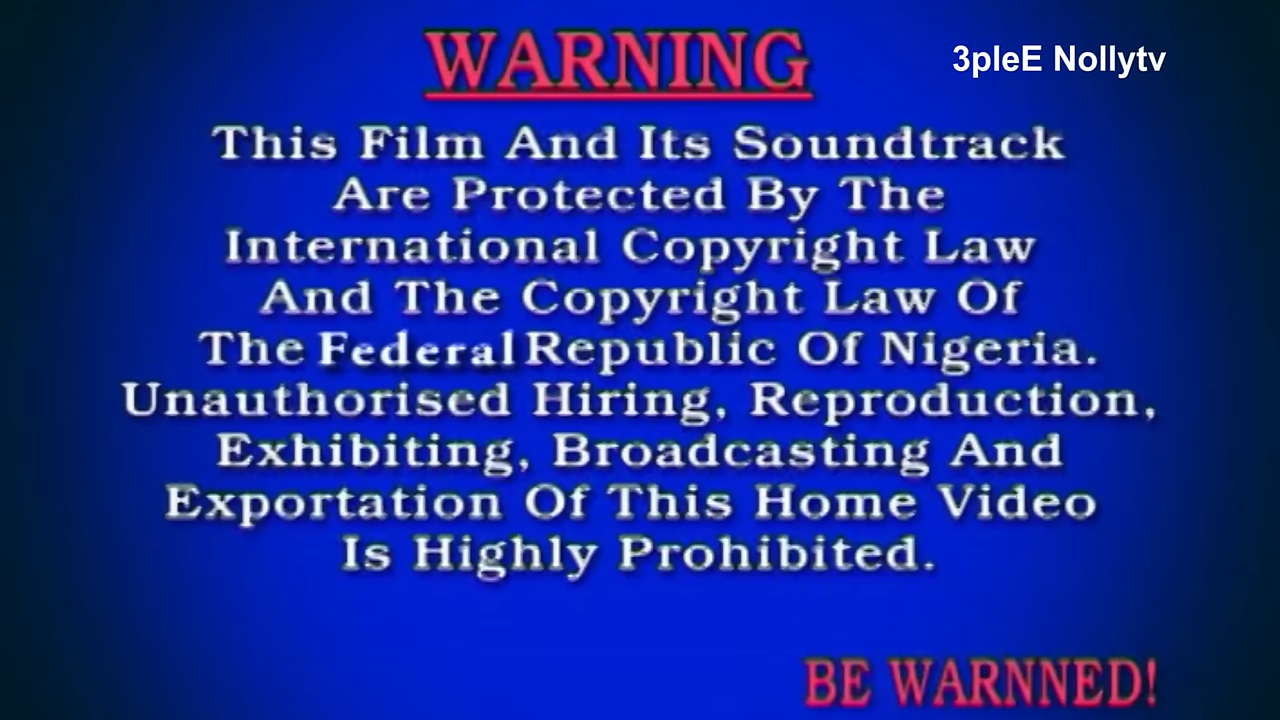 WARNING
3pleE Nollytv
This Film And Its Soundtrack
Are Protected By The
International Copyright Law
And The Copyright Law Of
The Federal Republic Of Nigeria.
Unauthorised Hiring, Reproduction,
Exhibiting, Broadcasting And
Exportation Of This Home Video
Is Highly Prohibited.
BE WARNNED!